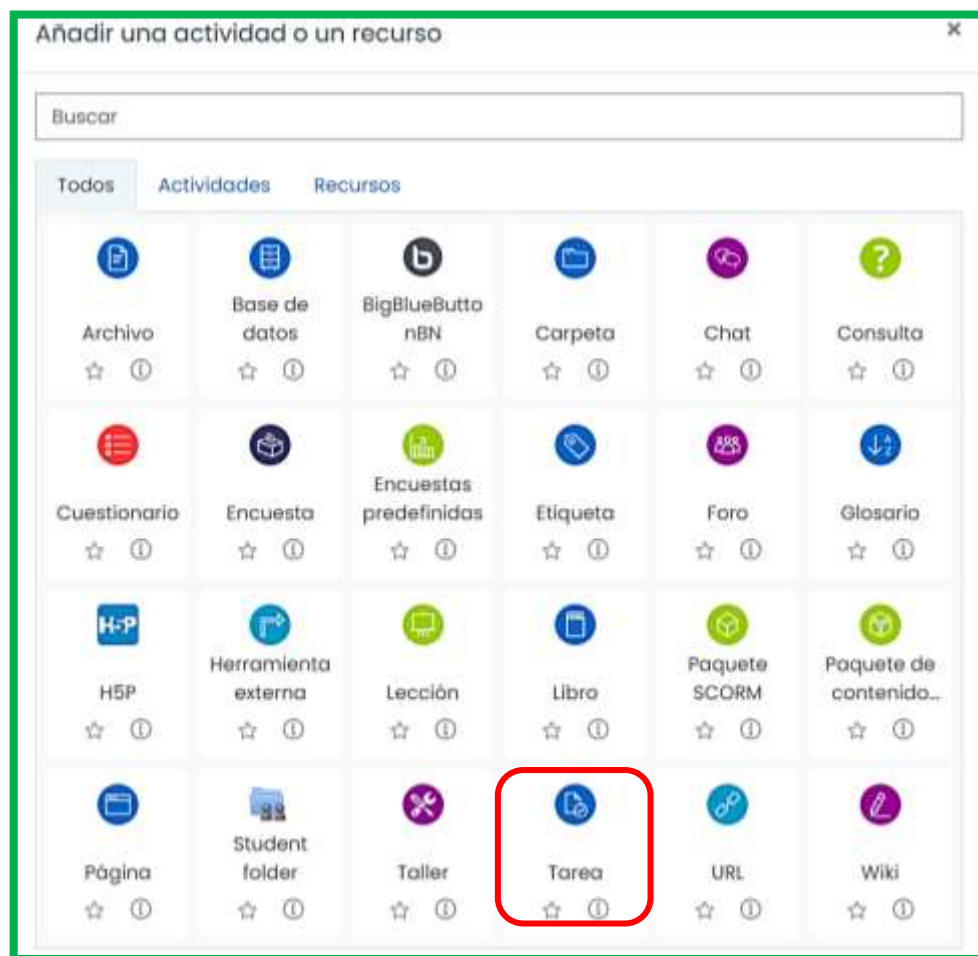 Añadir una actividad o un recurso ×
Buscar
Todos Actividades Recursos
Archivo
Base de
datos
BigBlueButto
nBN
Carpeta
Chat
Consulta
Cuestionario
Encuesta
Encuestas
predefinidas
Etiqueta
Foro
Glosario
H5P
H5P
Herramienta
externa
Lección
Libro
Paquete
SCORM
Paquete de
contenido...
Página
Student
folder
Taller
Tarea
URL
Wiki